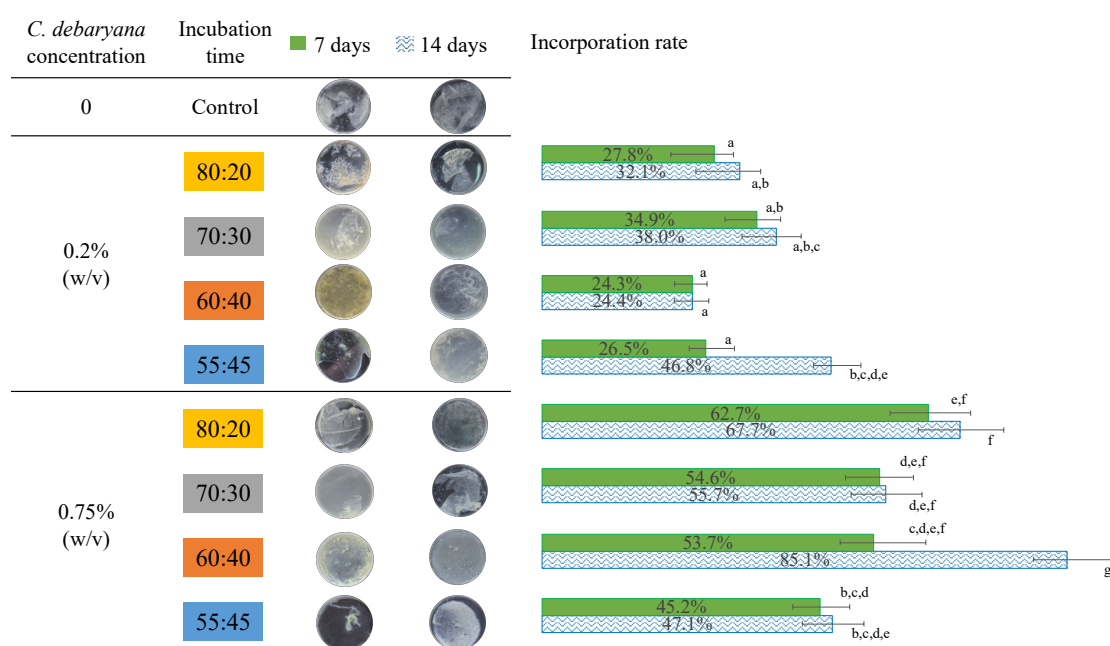 C. debaryana concentration
Incubation time
7 days
14 days
Incorporation rate
0
Control
0.2% (w/v)
80:20
27.8%
a
32.1%
a,b
70:30
34.9%
a,b
38.0%
a,b,c
60:40
24.3%
a
24.4%
a
55:45
26.5%
a
46.8%
b,c,d,e
0.75% (w/v)
80:20
62.7%
e,f
67.7%
f
70:30
54.6%
d,e,f
55.7%
d,e,f
60:40
53.7%
c,d,e,f
85.1%
g
55:45
45.2%
b,c,d
47.1%
b,c,d,e